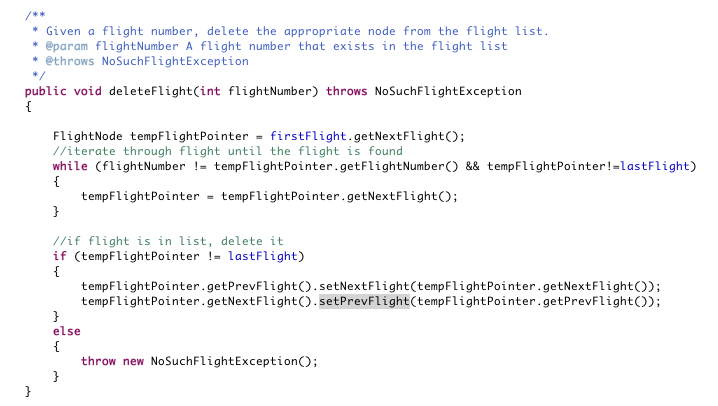 /**
 * Given a flight number, delete the appropriate node from the flight list.
 * @param flightNumber A flight number that exists in the flight list
 * @throws NoSuchFlightException
 */
public void deleteFlight(int flightNumber) throws NoSuchFlightException
{
    FlightNode tempFlightPointer = firstFlight.getNextFlight();
    //iterate through flight until the flight is found
    while (flightNumber != tempFlightPointer.getFlightNumber() && tempFlightPointer!=lastFlight)
    {
        tempFlightPointer = tempFlightPointer.getNextFlight();
    }
    //if flight is in list, delete it
    if (tempFlightPointer != lastFlight)
    {
        tempFlightPointer.getPrevFlight().setNextFlight(tempFlightPointer.getNextFlight());
        tempFlightPointer.getNextFlight().setPrevFlight(tempFlightPointer.getPrevFlight());
    }
    else
    {
        throw new NoSuchFlightException();
    }
}